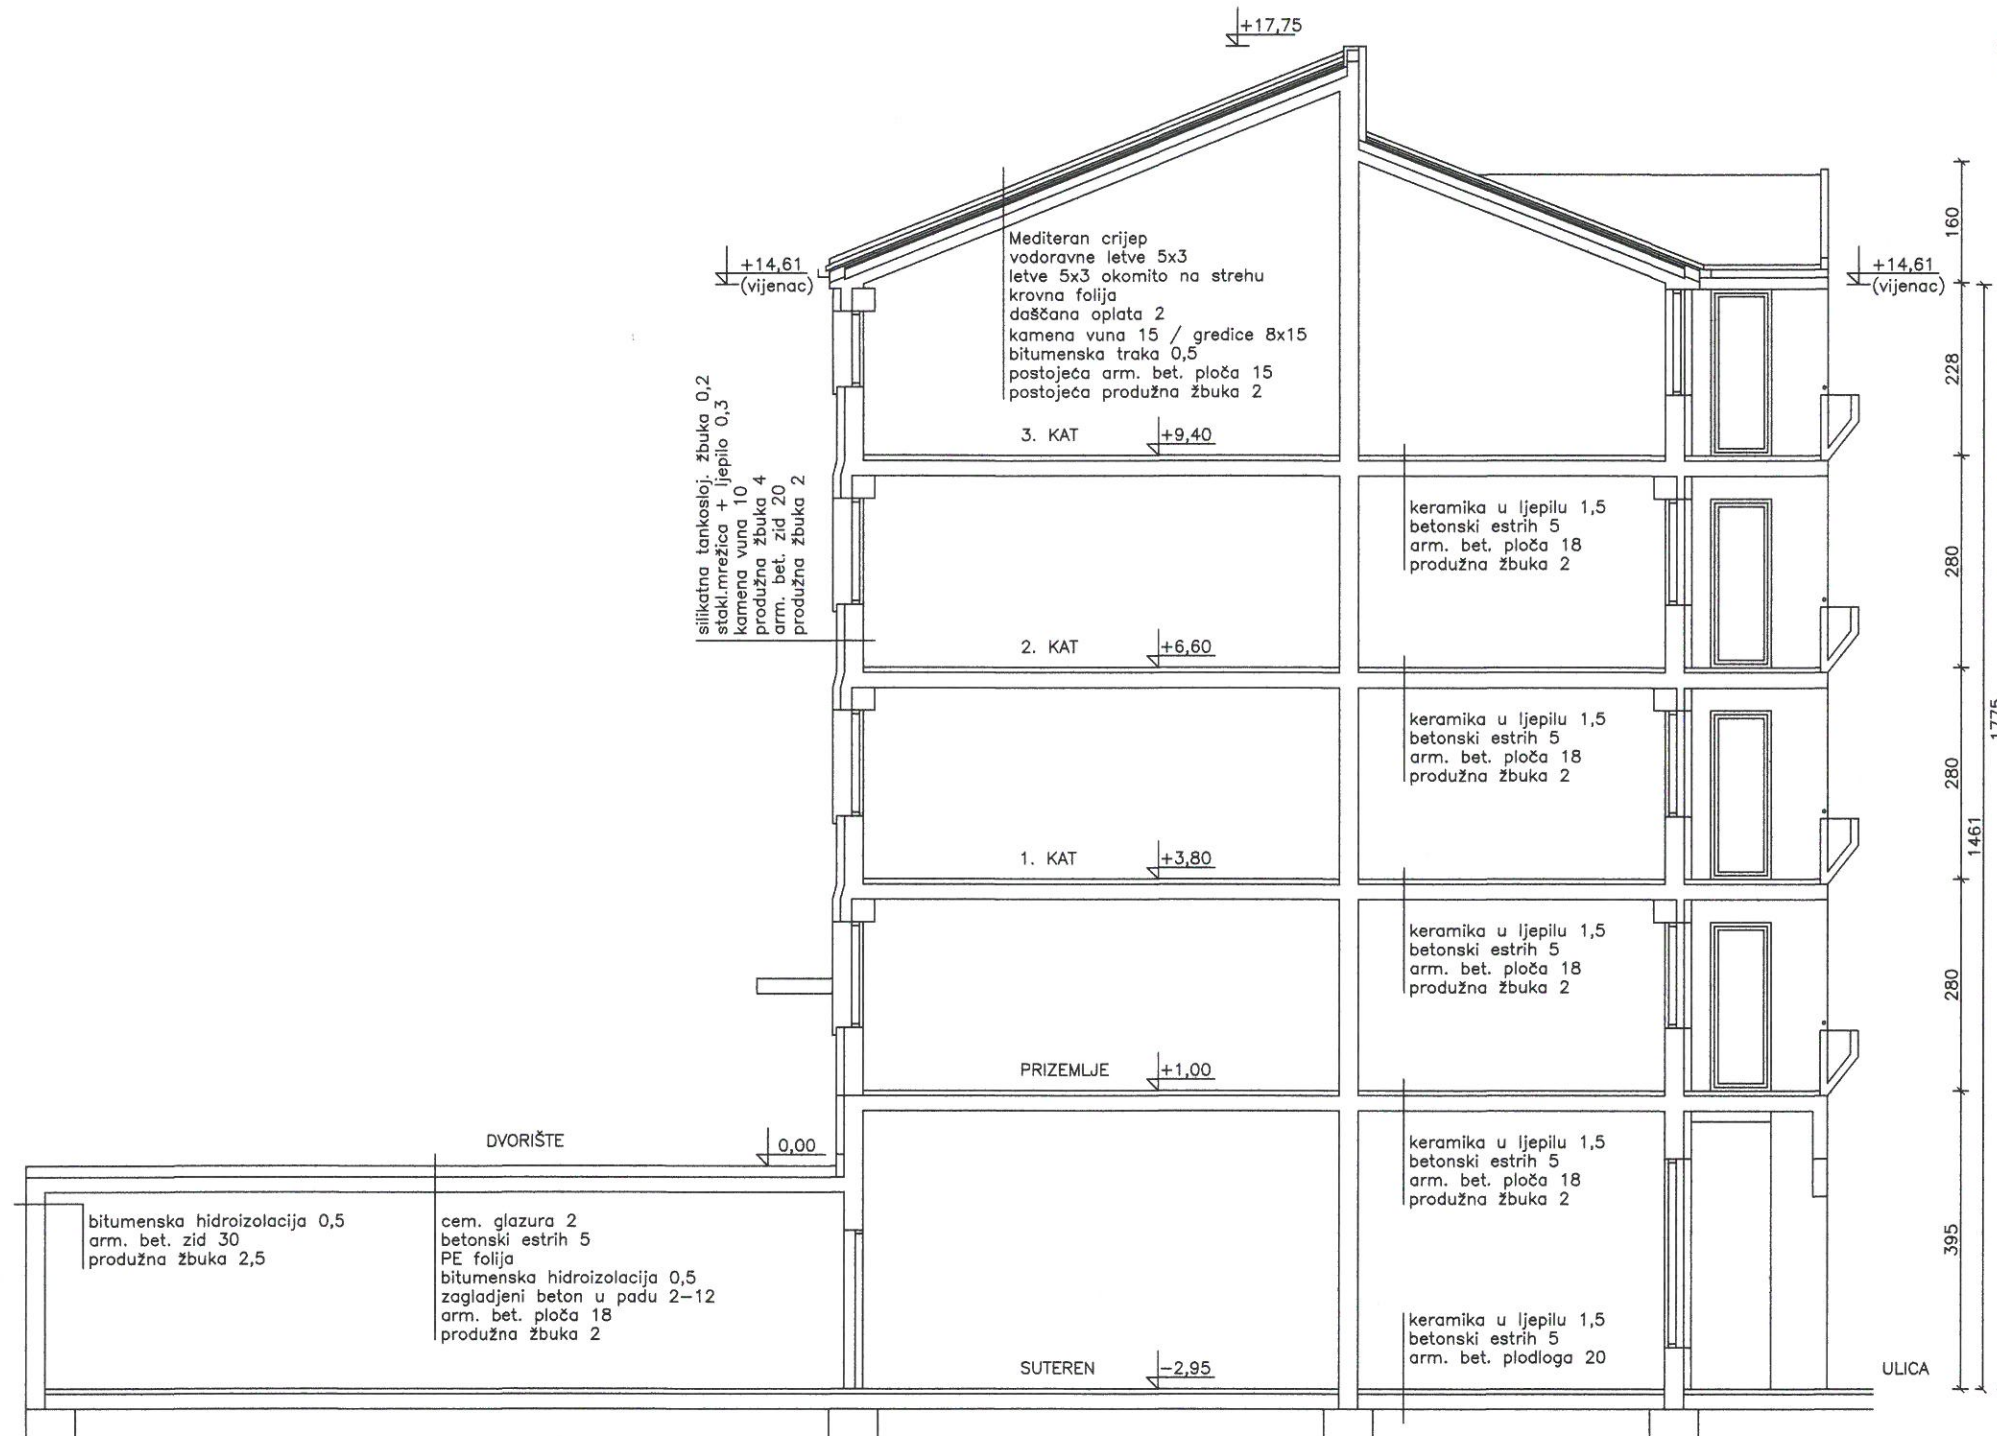 +17,75
Mediteran crijep
vodoravne letve 5x3
letve 5x3 okomito na strehu
krovna folija
daščana oplata 2
kamena vuna 15 / gredice 8x15
bitumenska traka 0,5
postojeća arm. bet. ploča 15
postojeća produžna žbuka 2
+14,61
(vijenac)
+14,61
(vijenac)
160
228
280
280
280
395
1461
1775
silikatna tankosloj. žbuka 0,2
stakl.mrežica + ljepilo 0,3
kamena vuna 10
produžna žbuka 4
arm. bet. zid 20
produžna žbuka 2
3. KAT
+9,40
keramika u ljepilu 1,5
betonski estrih 5
arm. bet. ploča 18
produžna žbuka 2
2. KAT
+6,60
keramika u ljepilu 1,5
betonski estrih 5
arm. bet. ploča 18
produžna žbuka 2
1. KAT
+3,80
keramika u ljepilu 1,5
betonski estrih 5
arm. bet. ploča 18
produžna žbuka 2
PRIZEMLJE
+1,00
keramika u ljepilu 1,5
betonski estrih 5
arm. bet. ploča 18
produžna žbuka 2
DVORIŠTE
0,00
bitumenska hidroizolacija 0,5
arm. bet. zid 30
produžna žbuka 2,5
cem. glazura 2
betonski estrih 5
PE folija
bitumenska hidroizolacija 0,5
zagladjeni beton u padu 2-12
arm. bet. ploča 18
produžna žbuka 2
keramika u ljepilu 1,5
betonski estrih 5
arm. bet. plodloga 20
SUTEREN
-2,95
ULICA